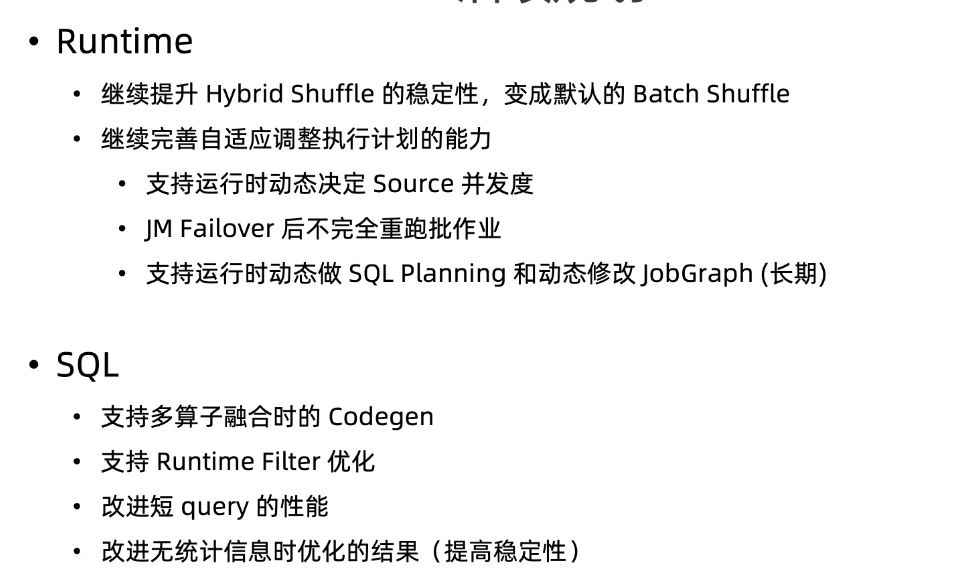 • Runtime
• 继续提升 Hybrid Shuffle 的稳定性，变成默认的 Batch Shuffle
• 继续完善自适应调整执行计划的能力
• 支持运行时动态决定 Source 并发度
• JM Failover 后不完全重跑批作业
• 支持运行时动态做 SQL Planning 和动态修改 JobGraph (长期)
• SQL
• 支持多算子融合时的 Codegen
• 支持 Runtime Filter 优化
• 改进短 query 的性能
• 改进无统计信息时优化的结果（提高稳定性）